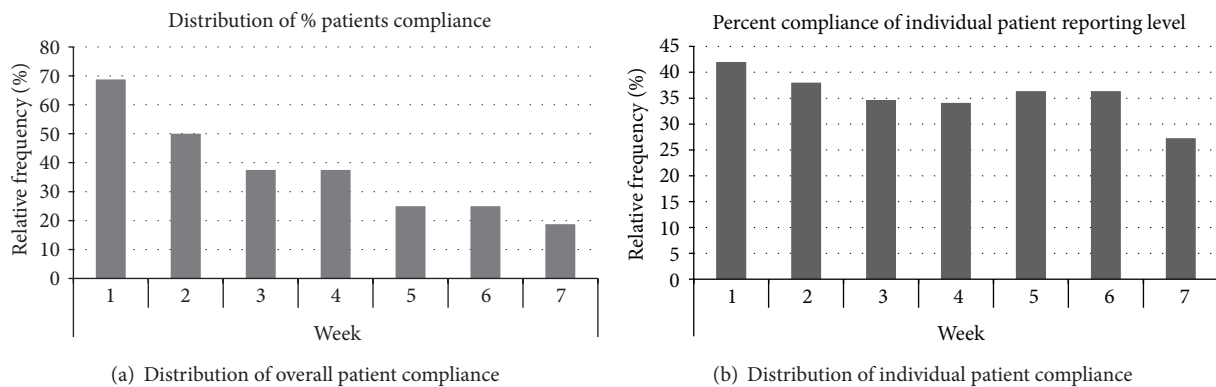 Distribution of % patients compliance
Relative frequency (%)
80
70
60
50
40
30
20
10
0
1 2 3 4 5 6 7
Week
(a) Distribution of overall patient compliance
Percent compliance of individual patient reporting level
Relative frequency (%)
45
40
35
30
25
20
15
10
5
0
1 2 3 4 5 6 7
Week
(b) Distribution of individual patient compliance